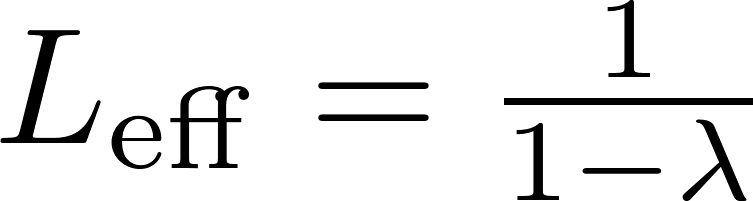 L_eff = 1/(1−λ)